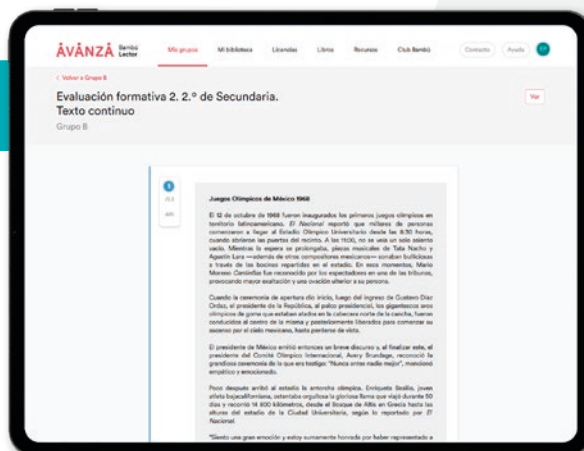 ÁVÁNZÁ Bambú Lector
Mis grupos Mi biblioteca Licencias Libros Recursos Club Bambú Contacto Ayuda
< Volver a Grupo B
Evaluación formativa 2. 2.º de Secundaria.
Texto continuo
Grupo B
Ver
Juegos Olímpicos de México 1968
El 12 de octubre de 1968 fueron inaugurados los primeros juegos olímpicos en
territorio latinoamericano. El Nacional reportó que millares de personas
comenzaron a llegar al Estadio Olímpico Universitario desde las 8:30 horas,
cuando abrieron las puertas del recinto. A las 11:00, no se veía un solo asiento
vacío. Mientras la espera se prolongaba, piezas musicales de Tata Nacho y
Agustín Lara —además de otros compositores mexicanos— sonaban bulliciosas
a través de las bocinas repartidas en el estadio. En esos momentos, Mario
Moreno Cantinflas fue reconocido por los espectadores en una de las tribunas,
provocando mayor exaltación y una ovación ulterior a su persona.
Cuando la ceremonia de apertura dio inicio, luego del ingreso de Gustavo Díaz
Ordaz, el presidente de la República, al palco presidencial, los gigantescos aros
olímpicos de goma que estaban atados en la cabecera norte de la cancha, fueron
conducidos al centro de la misma y posteriormente liberados para comenzar su
ascenso por el cielo mexicano, hasta perderse de vista.
El presidente de México emitió entonces un breve discurso y, al finalizar este, el
presidente del Comité Olímpico Internacional, Avery Brundage, reconoció la
grandiosa ceremonia de la que era testigo: "Nunca antes nadie mejor", mencionó
empático y emocionado.
Poco después arribó al estadio la antorcha olímpica. Enriqueta Basilio, joven
atleta bajacaliforniana, ostentaba orgullosa la gloriosa llama que viajó durante 50
días y recorrió 14 600 kilómetros, desde el Bosque de Altis en Grecia hasta las
alturas del estadio de la Ciudad Universitaria, según lo reportado por El
Nacional.
"Siento una gran emoción y estoy sumamente honrada por haber representado a